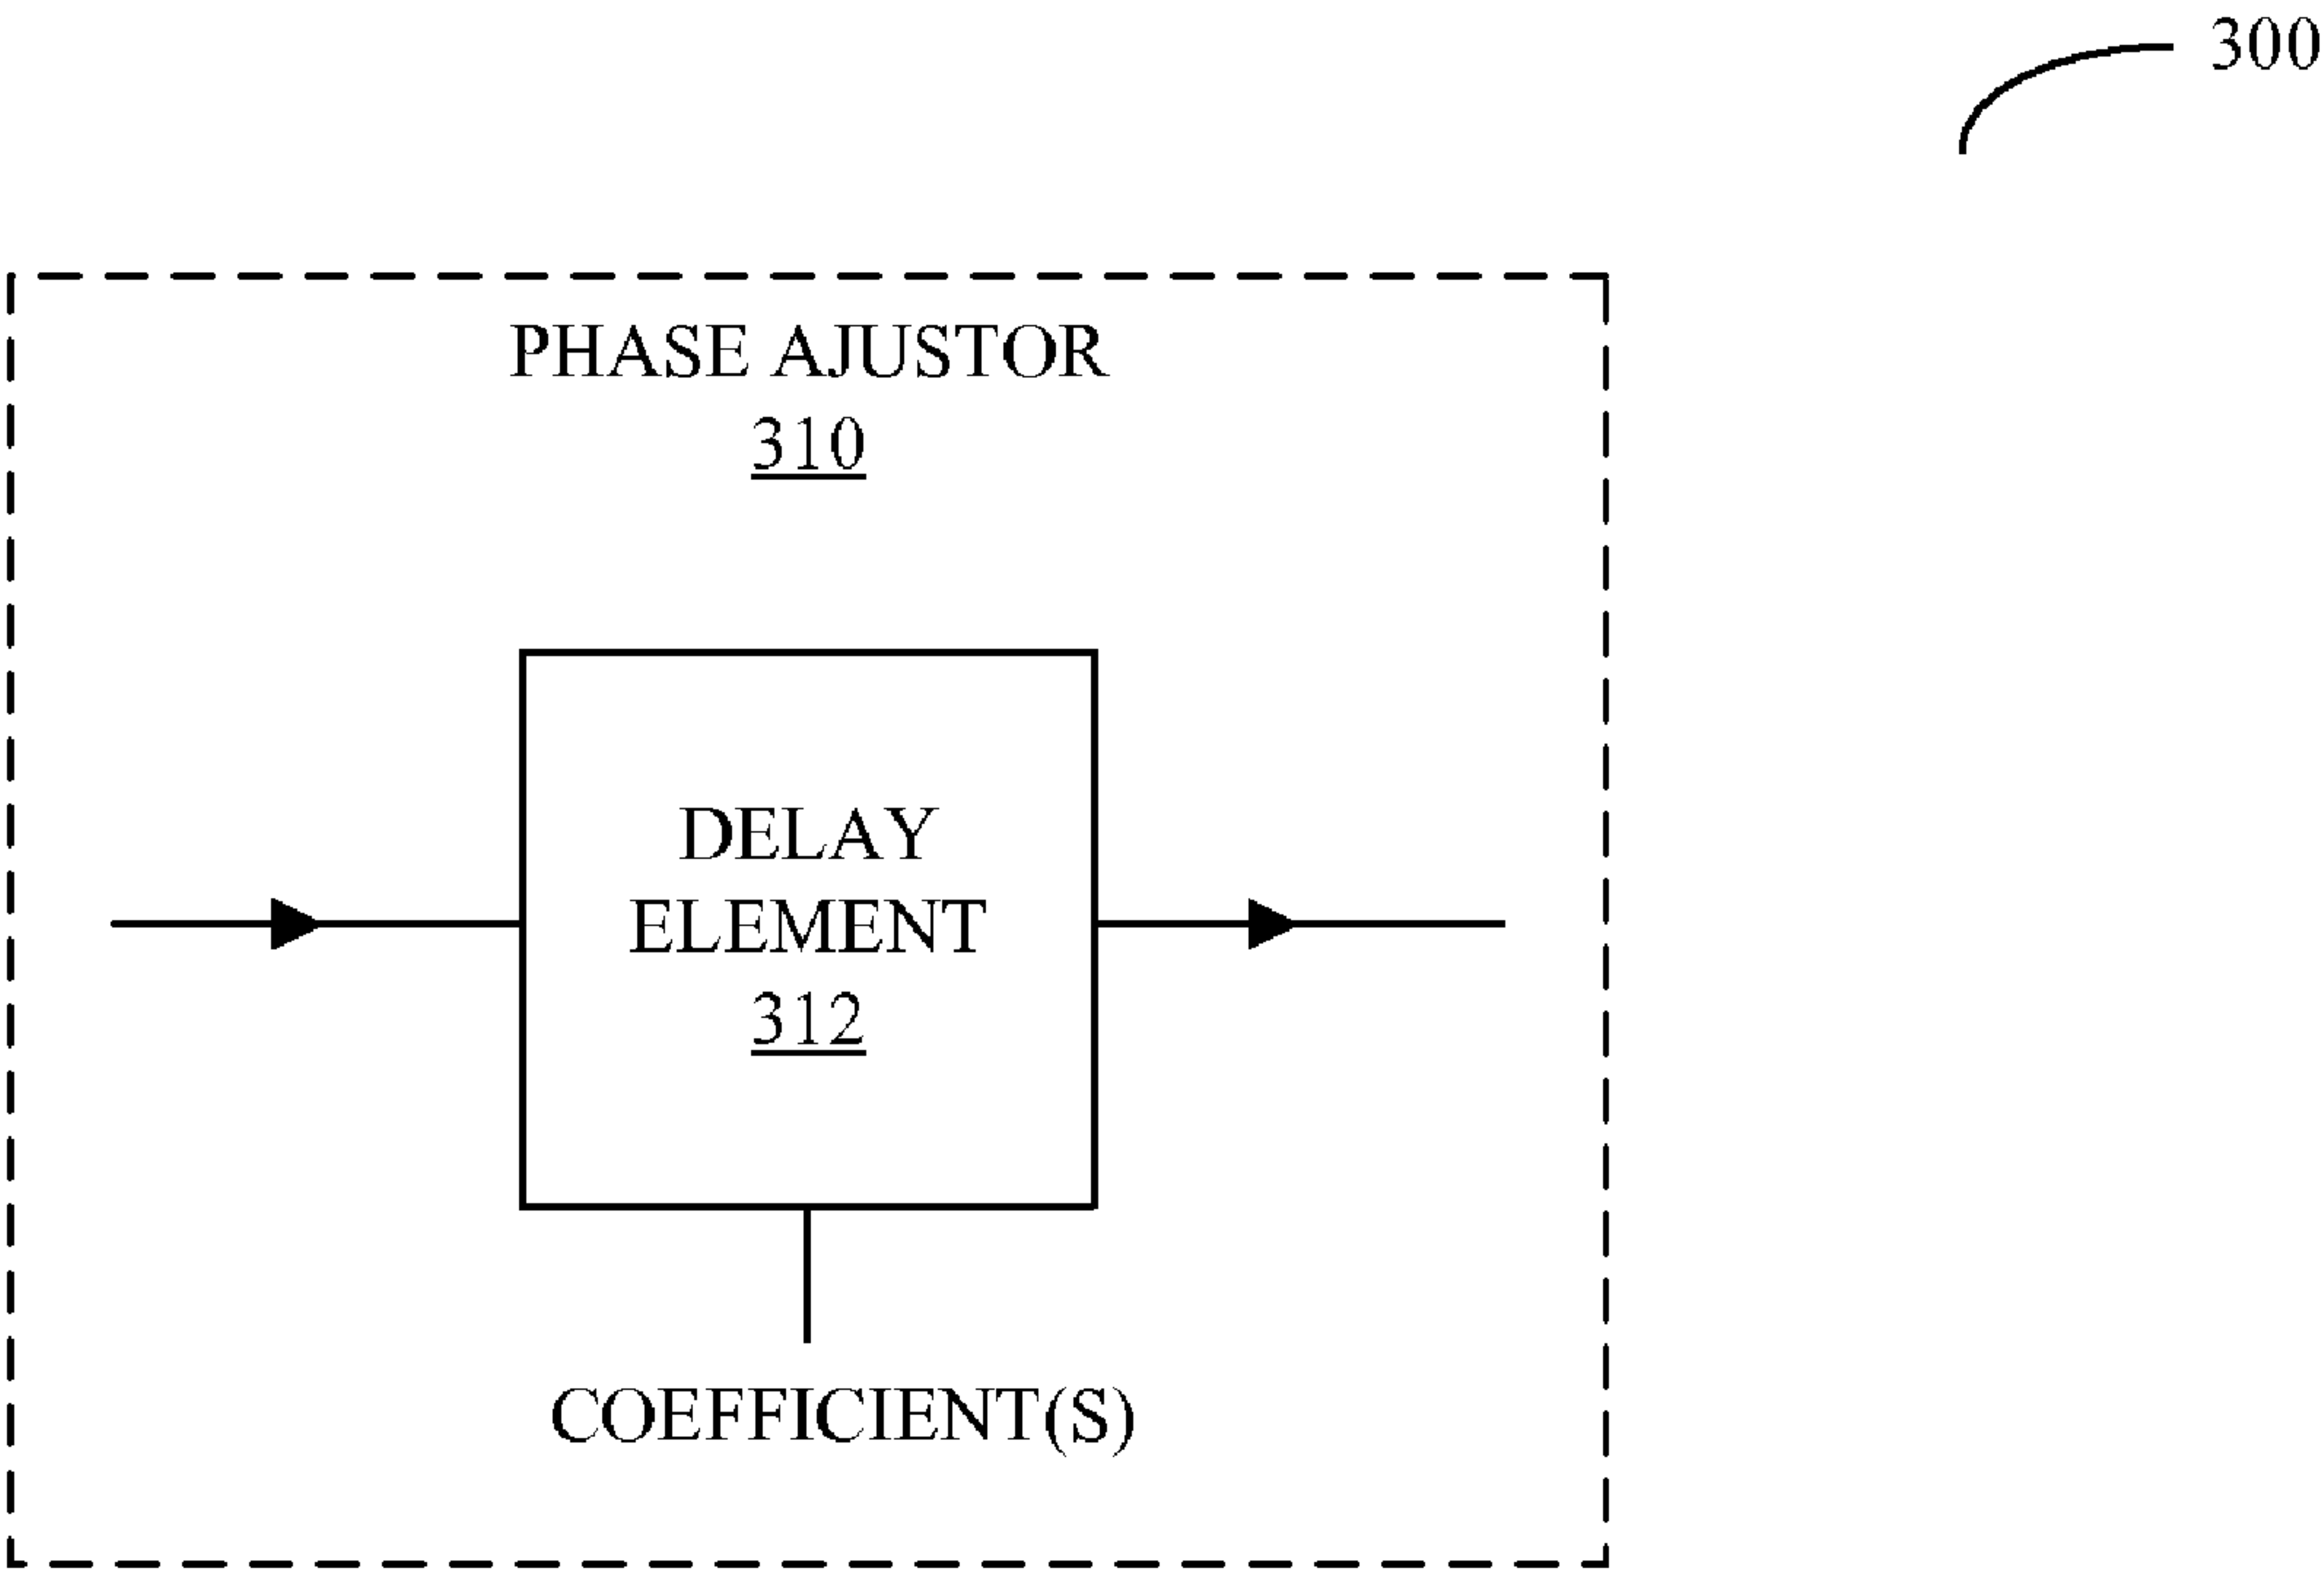 300
PHASE AJUSTOR
310
DELAY
ELEMENT
312
COEFFICIENT(S)